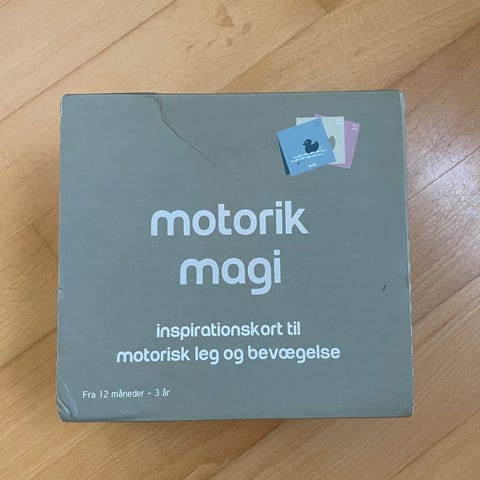 motorik
magi
inspirationskort til
motorisk leg og bevægelse
Fra 12 måneder - 3 år